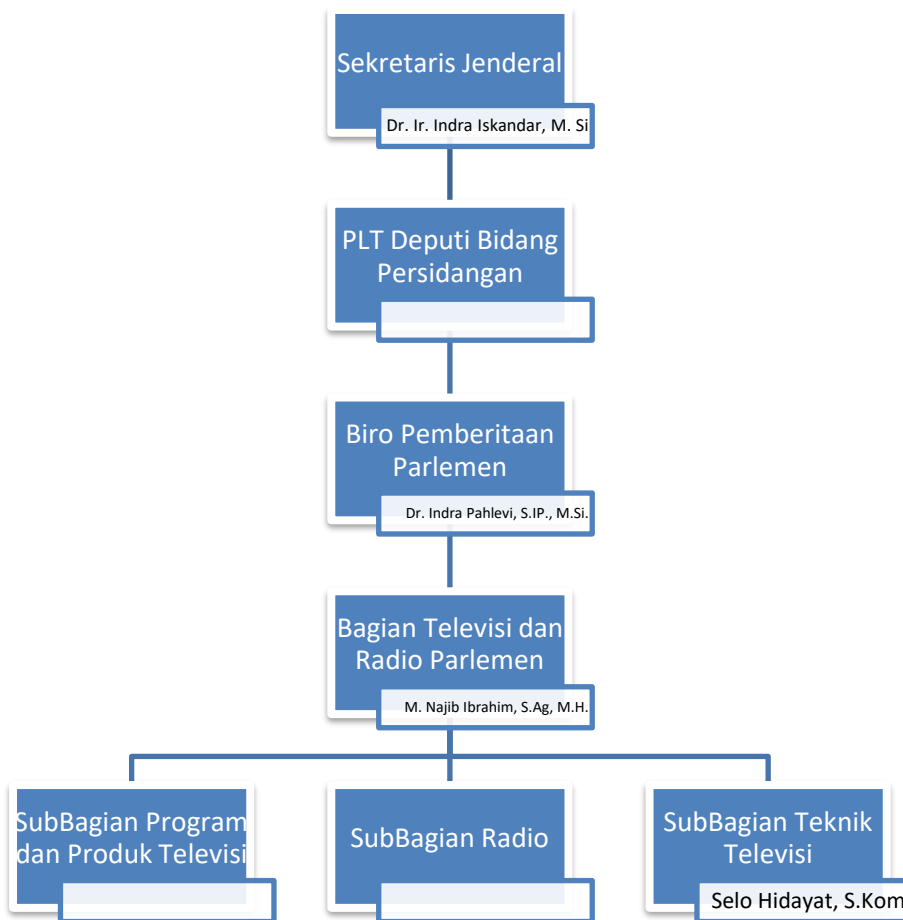 Sekretaris Jenderal
Dr. Ir. Indra Iskandar, M. Si
PLT Deputi Bidang
Persidangan
Biro Pemberitaan
Parlemen
Dr. Indra Pahlevi, S.IP., M.Si.
Bagian Televisi dan
Radio Parlemen
M. Najib Ibrahim, S.Ag, M.H.
SubBagian Program
dan Produk Televisi
SubBagian Radio
SubBagian Teknik
Televisi
Selo Hidayat, S.Kom